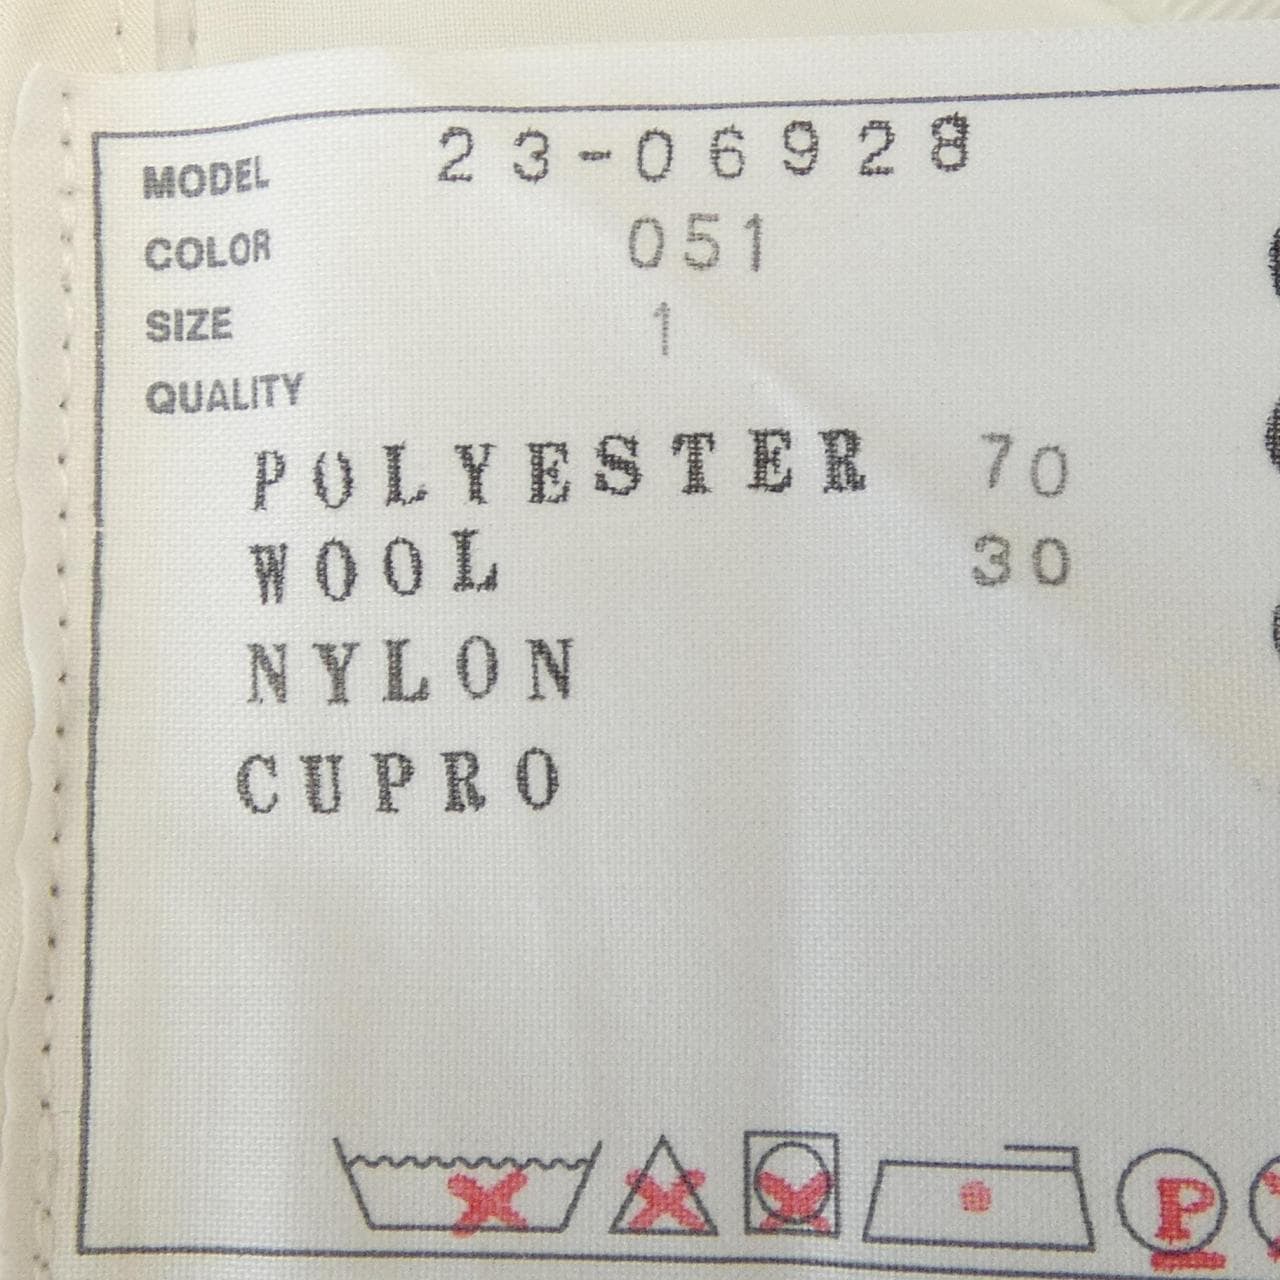 MODEL 23-06928
COLOR 051
SIZE 1
QUALITY
POLYESTER 70
WOOL 30
NYLON
CUPRO
P